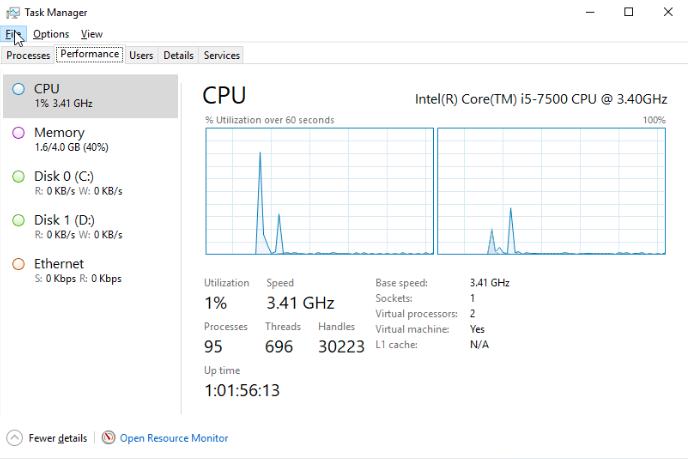 Task Manager
File Options View
Processes Performance Users Details Services
CPU
1% 3.41 GHz
Memory
1.6/4.0 GB (40%)
Disk 0 (C:)
R: 0 KB/s W: 0 KB/s
Disk 1 (D:)
R: 0 KB/s W: 0 KB/s
Ethernet
S: 0 Kbps R: 0 Kbps
CPU Intel(R) Core(TM) i5-7500 CPU @ 3.40GHz
% Utilization over 60 seconds 100%
Utilization Speed
1% 3.41 GHz
Processes Threads Handles
95 696 30223
Up time
1:01:56:13
Base speed: 3.41 GHz
Sockets: 1
Virtual processors: 2
Virtual machine: Yes
L1 cache: N/A
Fewer details Open Resource Monitor